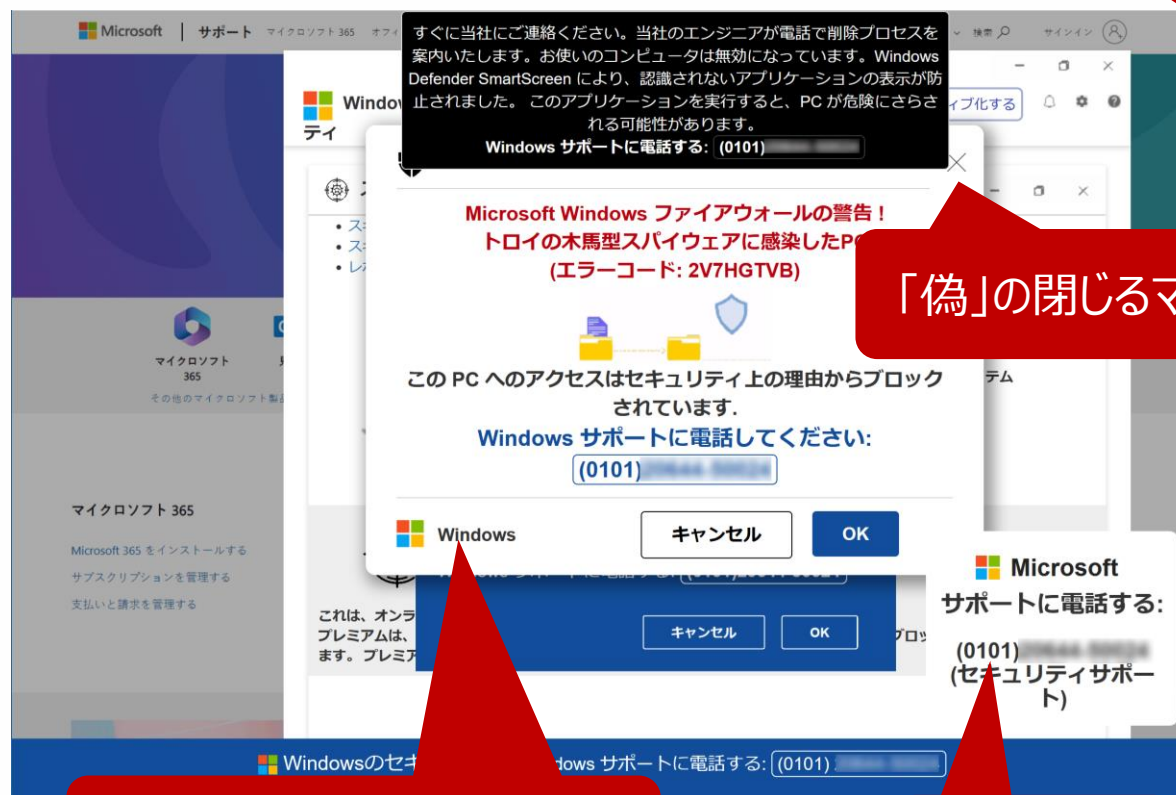 Microsoft | サポート マイクロソフト 365 オフィ
検索 サインイン
すぐに当社にご連絡ください。当社のエンジニアが電話で削除プロセスを
案内いたします。お使いのコンピュータは無効になっています。Windows
Defender SmartScreen により、認識されないアプリケーションの表示が防
止されました。 このアプリケーションを実行すると、PC が危険にさらさ
れる可能性があります。
Windows サポートに電話する: (0101)
ティ
ィブ化する
• ス
• ス
• レ
Microsoft Windows ファイアウォールの警告！
トロイの木馬型スパイウェアに感染したPC
(エラーコード: 2V7HGTVB)
「偽」の閉じるマ
マイクロソフト
365
その他のマイクロソフト製品
テム
この PC へのアクセスはセキュリティ上の理由からブロック
されています.
Windows サポートに電話してください:
(0101)
Windows
キャンセル
OK
マイクロソフト 365
Microsoft 365 をインストールする
サブスクリプションを管理する
支払いと請求を管理する
これは、オンラ
プレミアムは、
ます。プレミア
キャンセル
OK
ブロッ
Microsoft
サポートに電話する:
(0101)
(セキュリティサポー
ト)
Windowsのセキ
dows サポートに電話する: (0101)